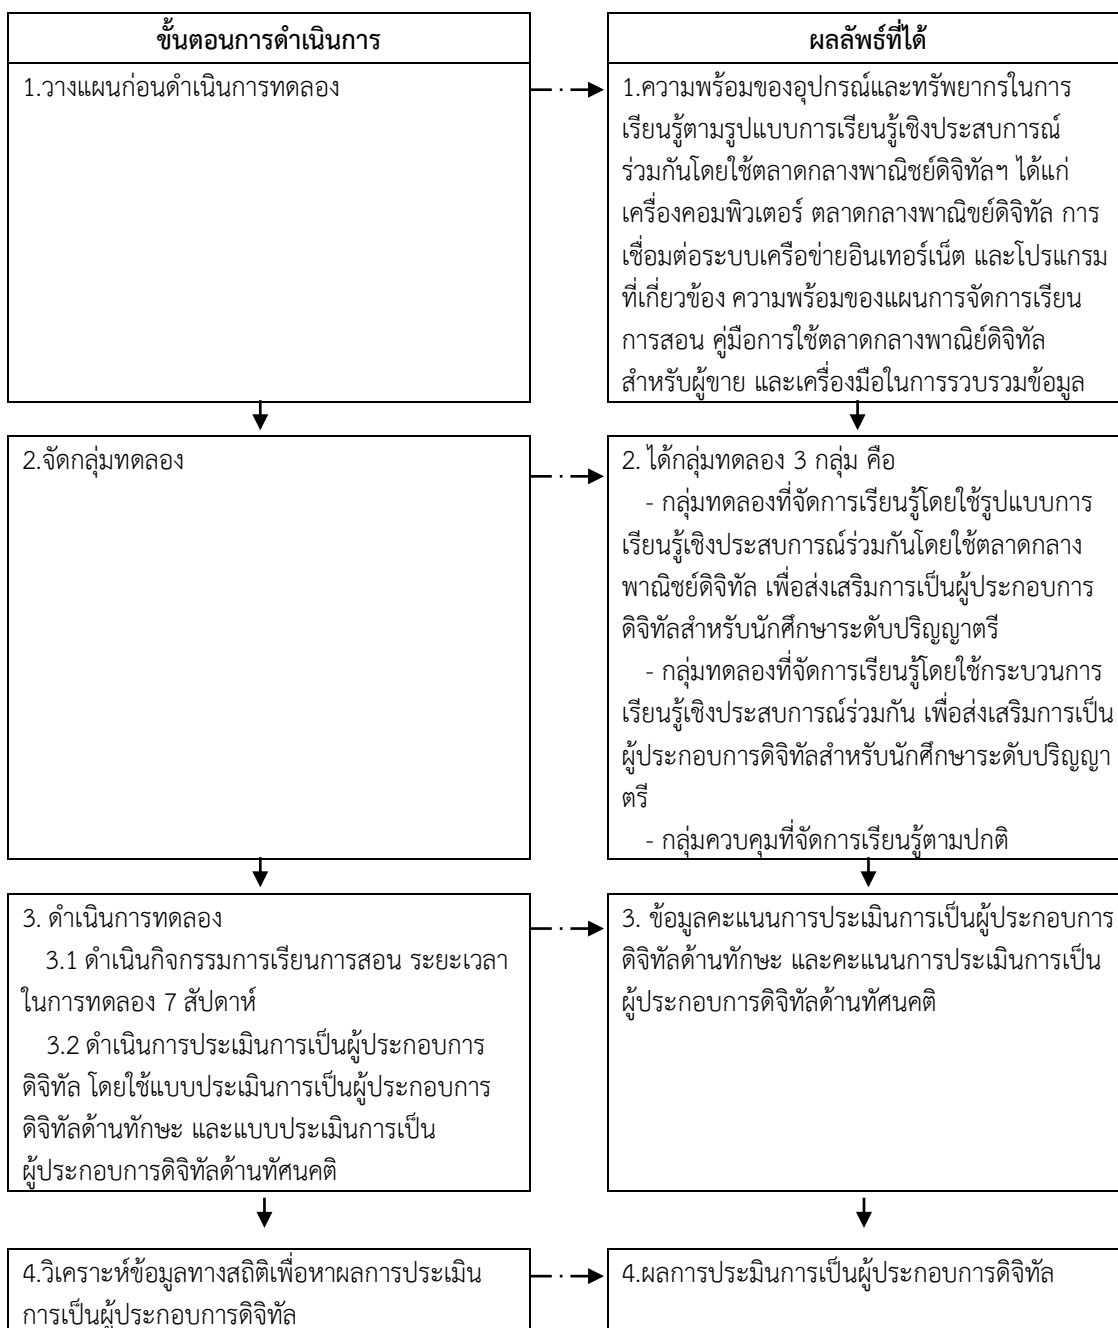 ขั้นตอนการดำเนินการ
ผลลัพธ์ที่ได้
1.วางแผนก่อนดำเนินการทดลอง
1.ความพร้อมของอุปกรณ์และทรัพยากรในการ
เรียนรู้ตามรูปแบบการเรียนรู้เชิงประสบการณ์
ร่วมกันโดยใช้ตลาดกลางพาณิชย์ดิจิทัลฯ ได้แก่
เครื่องคอมพิวเตอร์ ตลาดกลางพาณิขย์ดิจิทัล การ
เชื่อมต่อระบบเครือข่ายอินเทอร์เน็ต และโปรแกรม
ที่เกี่ยวข้อง ความพร้อมของแผนการจัดการเรียน
การสอน คู่มือการใช้ตลาดกลางพาณิย์ดิจิทัล
สำหรับผู้ขาย และเครื่องมือในการรวบรวมข้อมูล
2.จัดกลุ่มทดลอง
2. ได้กลุ่มทดลอง 3 กลุ่ม คือ
- กลุ่มทดลองที่จัดการเรียนรู้โดยใช้รูปแบบการ
เรียนรู้เชิงประสบการณ์ร่วมกันโดยใช้ตลาดกลาง
พาณิชย์ดิจิทัล เพื่อส่งเสริมการเป็นผู้ประกอบการ
ดิจิทัลสำหรับนักศึกษาระดับปริญญาตรี
- กลุ่มทดลองที่จัดการเรียนรู้โดยใช้กระบวนการ
เรียนรู้เชิงประสบการณ์ร่วมกัน เพื่อส่งเสริมการเป็น
ผู้ประกอบการดิจิทัลสำหรับนักศึกษาระดับปริญญา
ตรี
- กลุ่มควบคุมที่จัดการเรียนรู้ตามปกติ
3. ดำเนินการทดลอง
3.1 ดำเนินกิจกรรมการเรียนการสอน ระยะเวลา
ในการทดลอง 7 สัปดาห์
3.2 ดำเนินการประเมินการเป็นผู้ประกอบการ
ดิจิทัล โดยใช้แบบประเมินการเป็นผู้ประกอบการ
ดิจิทัลด้านทักษะ และแบบประเมินการเป็น
ผู้ประกอบการดิจิทัลด้านทัศนคติ
3. ข้อมูลคะแนนการประเมินการเป็นผู้ประกอบการ
ดิจิทัลด้านทักษะ และคะแนนการประเมินการเป็น
ผู้ประกอบการดิจิทัลด้านทัศนคติ
4.วิเคราะห์ข้อมูลทางสถิติเพื่อหาผลการประเมิน
การเป็นผู้ประกอบการดิจิทัล
4.ผลการประมินการเป็นผู้ประกอบการดิจิทัล